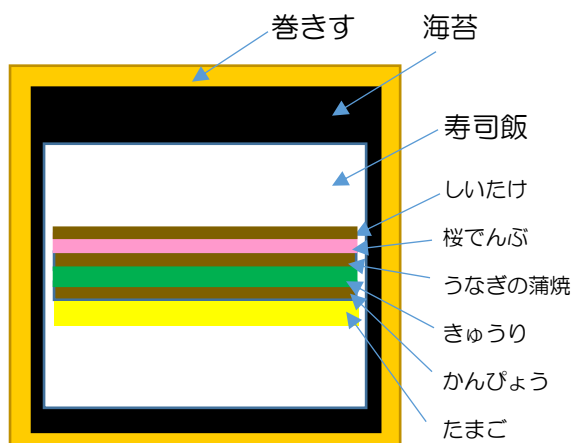 巻きす
海苔
寿司飯
しいたけ
桜でんぶ
うなぎの蒲焼
きゅうり
かんぴょう
たまご